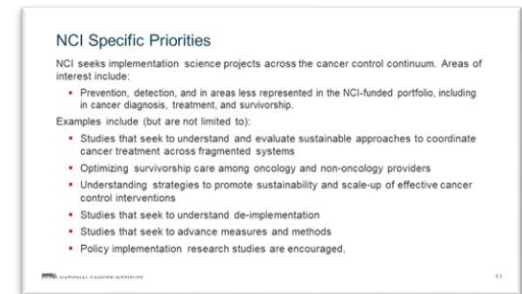 NCI Specific Priorities
NCI seeks implementation science projects across the cancer control continuum. Areas of
interest include:
• Prevention, detection, and in areas less represented in the NCI-funded portfolio, including
in cancer diagnosis, treatment, and survivorship.
Examples include (but are not limited to):
• Studies that seek to understand and evaluate sustainable approaches to coordinate
cancer treatment across fragmented systems
• Optimizing survivorship care among oncology and non-oncology providers
• Understanding strategies to promote sustainability and scale-up of effective cancer
control interventions
• Studies that seek to understand de-implementation
• Studies that seek to advance measures and methods
• Policy implementation research studies are encouraged.
NATIONAL CANCER INSTITUTE